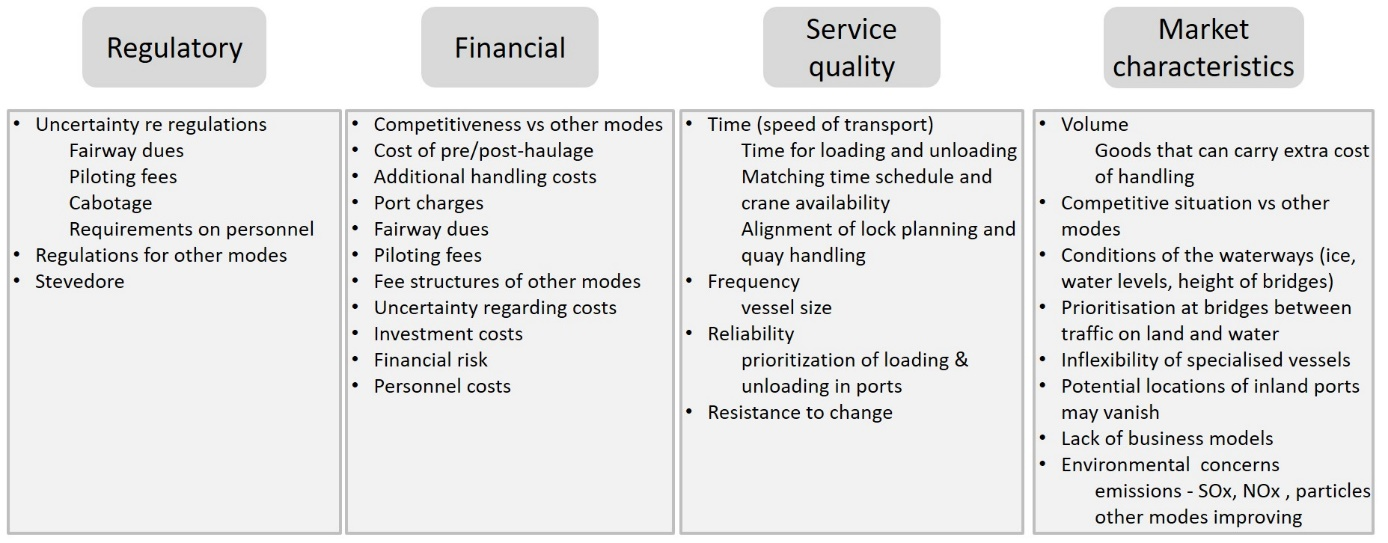 Regulatory
• Uncertainty re regulations
Fairway dues
Piloting fees
Cabotage
Requirements on personnel
• Regulations for other modes
• Stevedore
Financial
• Competitiveness vs other modes
• Cost of pre/post-haulage
• Additional handling costs
• Port charges
• Fairway dues
• Piloting fees
• Fee structures of other modes
• Uncertainty regarding costs
• Investment costs
• Financial risk
• Personnel costs
Service
quality
• Time (speed of transport)
Time for loading and unloading
Matching time schedule and
crane availability
Alignment of lock planning and
quay handling
• Frequency
vessel size
• Reliability
prioritization of loading &
unloading in ports
• Resistance to change
Market
characteristics
• Volume
Goods that can carry extra cost
of handling
• Competitive situation vs other
modes
• Conditions of the waterways (ice,
water levels, height of bridges)
• Prioritisation at bridges between
traffic on land and water
• Inflexibility of specialised vessels
• Potential locations of inland ports
may vanish
• Lack of business models
• Environmental  concerns
emissions - SOx, NOx , particles
other modes improving